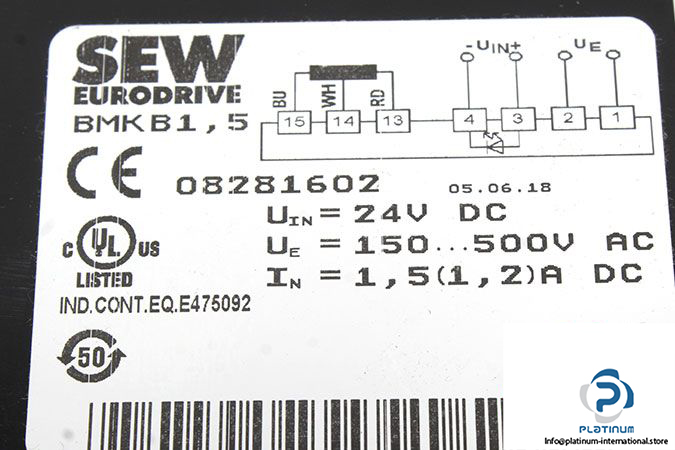 SEW
EURODRIVE
BMKB1,5
-UIN+
UE
BU
WH
RD
15 14 13 4 3 2 1
CE 08281602 05.06.18
UIN = 24V DC
UE = 150...500V AC
IN = 1,5(1,2)A DC
C UL US
LISTED
IND.CONT.EQ.E475092
50
PLATINUM
Info@platinum-international.store